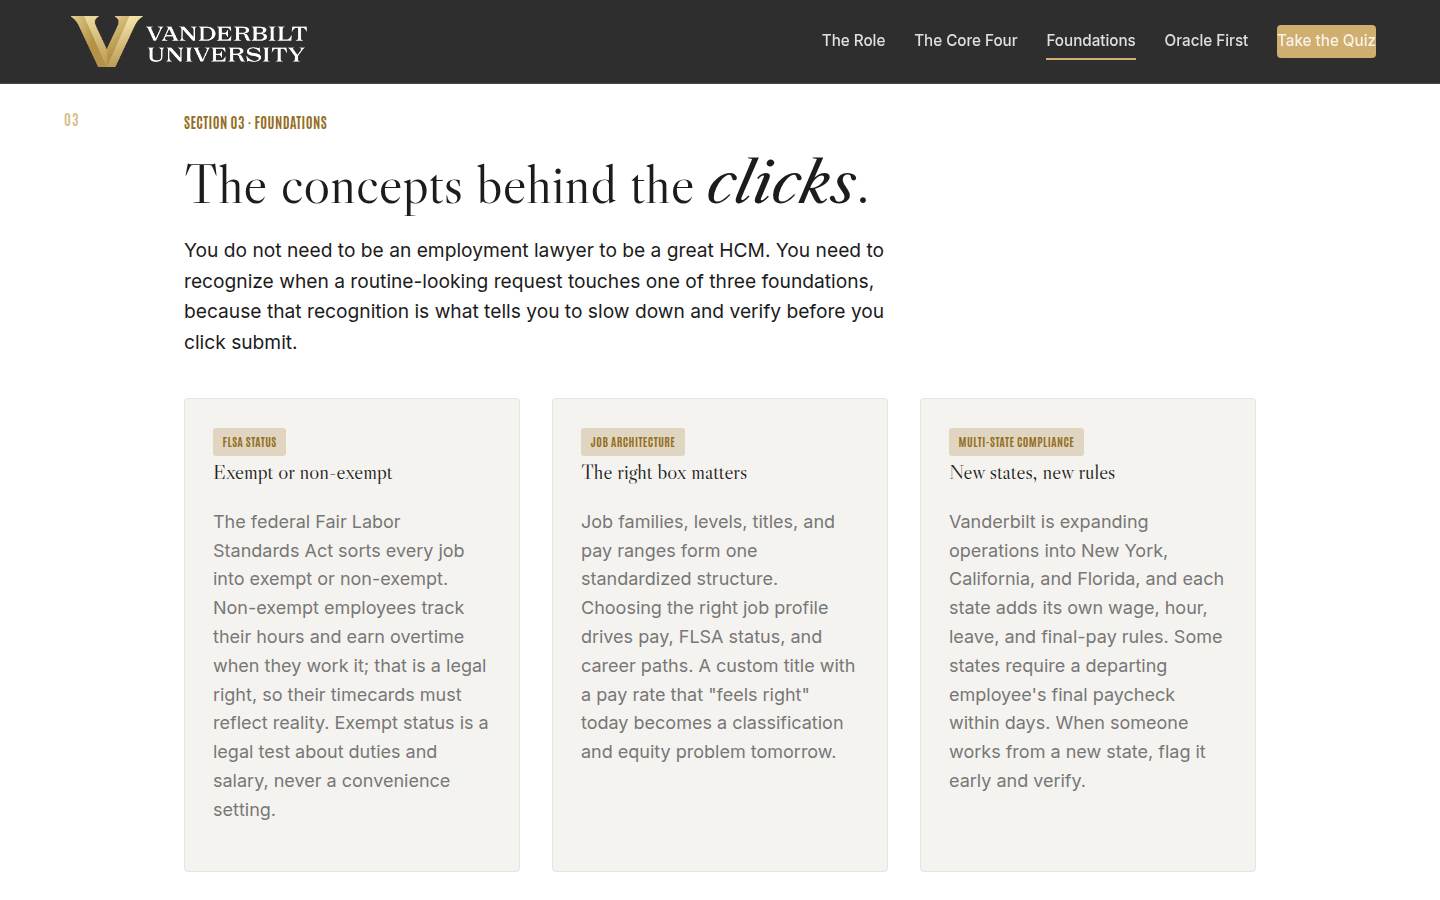 VANDERBILT
UNIVERSITY
The Role
The Core Four
Foundations
Oracle First
Take the Quiz
03
SECTION 03 · FOUNDATIONS
The concepts behind the clicks.
You do not need to be an employment lawyer to be a great HCM. You need to
recognize when a routine-looking request touches one of three foundations,
because that recognition is what tells you to slow down and verify before you
click submit.
FLSA STATUS
Exempt or non-exempt
The federal Fair Labor
Standards Act sorts every job
into exempt or non-exempt.
Non-exempt employees track
their hours and earn overtime
when they work it; that is a legal
right, so their timecards must
reflect reality. Exempt status is a
legal test about duties and
salary, never a convenience
setting.
JOB ARCHITECTURE
The right box matters
Job families, levels, titles, and
pay ranges form one
standardized structure.
Choosing the right job profile
drives pay, FLSA status, and
career paths. A custom title with
a pay rate that "feels right"
today becomes a classification
and equity problem tomorrow.
MULTI-STATE COMPLIANCE
New states, new rules
Vanderbilt is expanding
operations into New York,
California, and Florida, and each
state adds its own wage, hour,
leave, and final-pay rules. Some
states require a departing
employee's final paycheck
within days. When someone
works from a new state, flag it
early and verify.